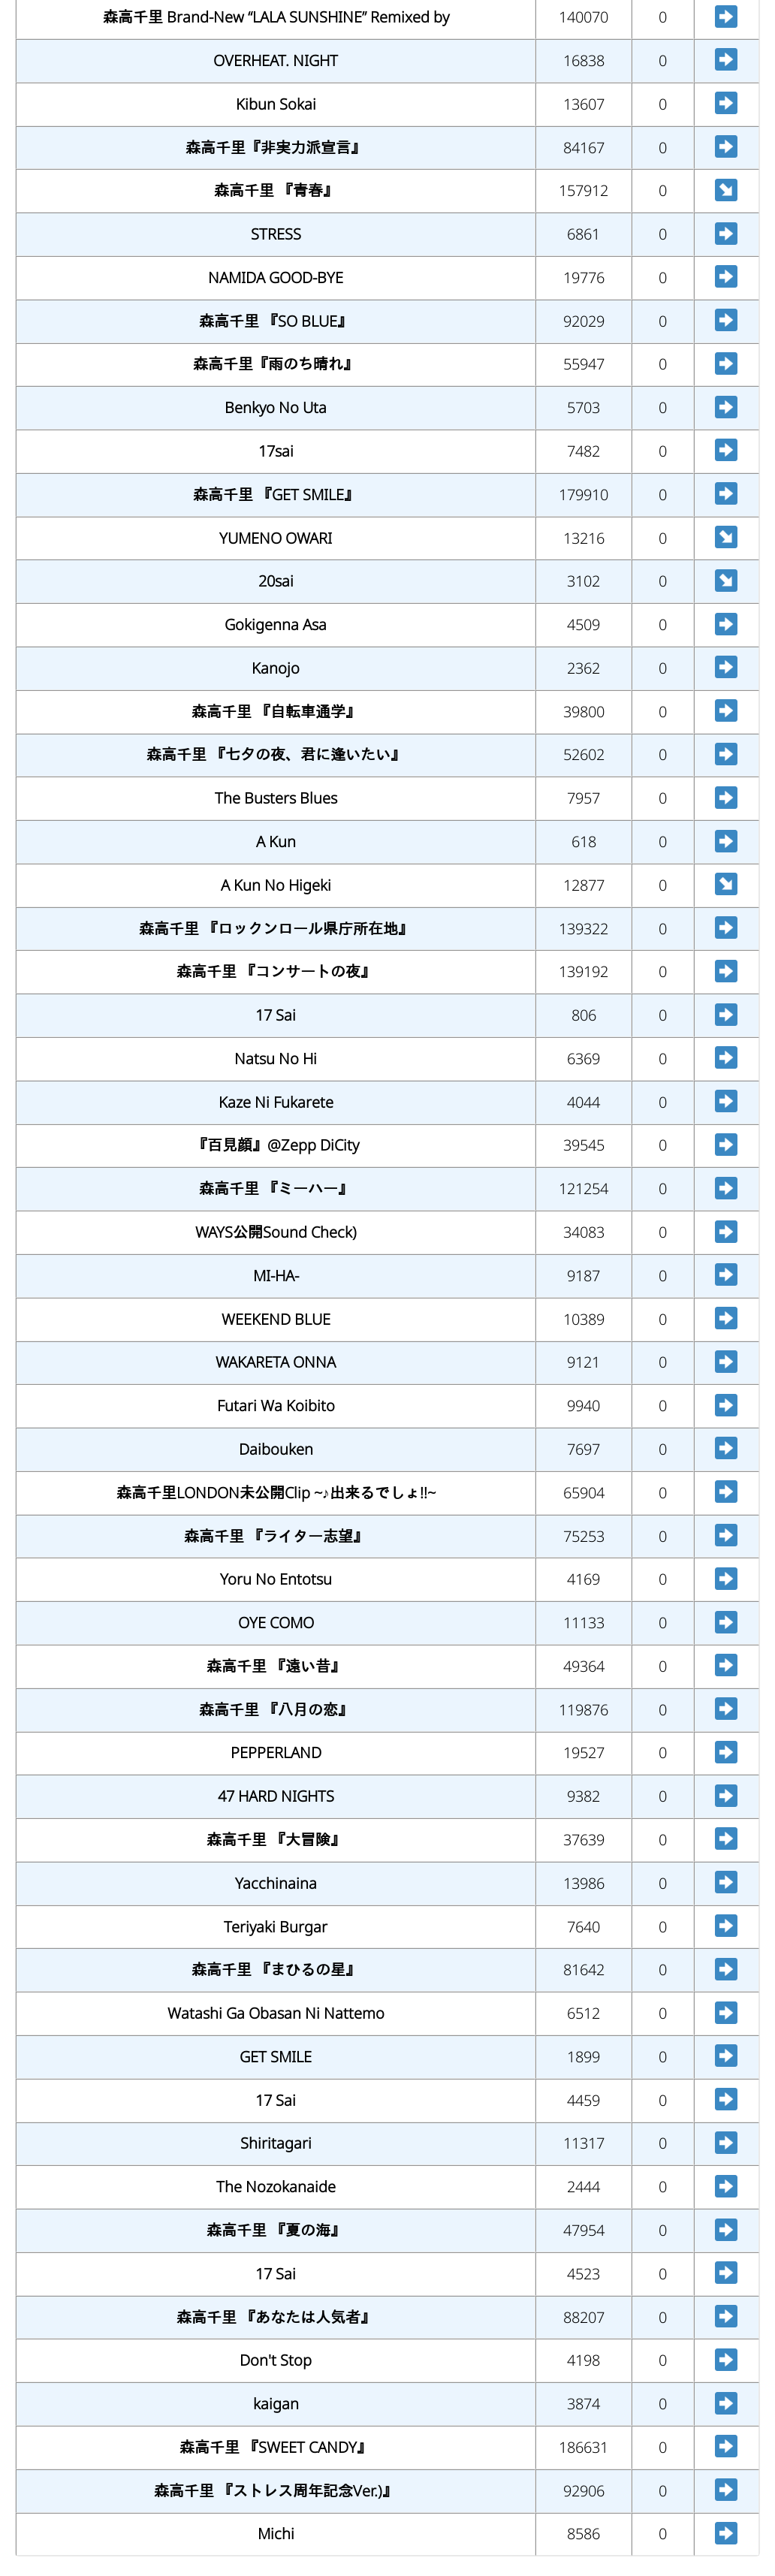 森高千里 Brand-New “LALA SUNSHINE” Remixed by 140070 0
OVERHEAT. NIGHT 16838 0
Kibun Sokai 13607 0
森高千里『非実力派宣言』 84167 0
森高千里 『青春』 157912 0
STRESS 6861 0
NAMIDA GOOD-BYE 19776 0
森高千里 『SO BLUE』 92029 0
森高千里『雨のち晴れ』 55947 0
Benkyo No Uta 5703 0
17sai 7482 0
森高千里 『GET SMILE』 179910 0
YUMENO OWARI 13216 0
20sai 3102 0
Gokigenna Asa 4509 0
Kanojo 2362 0
森高千里 『自転車通学』 39800 0
森高千里 『七夕の夜、君に逢いたい』 52602 0
The Busters Blues 7957 0
A Kun 618 0
A Kun No Higeki 12877 0
森高千里 『ロックンロール県庁所在地』 139322 0
森高千里 『コンサートの夜』 139192 0
17 Sai 806 0
Natsu No Hi 6369 0
Kaze Ni Fukarete 4044 0
『百見顔』@Zepp DiCity 39545 0
森高千里 『ミーハー』 121254 0
WAYS公開Sound Check) 34083 0
MI-HA- 9187 0
WEEKEND BLUE 10389 0
WAKARETA ONNA 9121 0
Futari Wa Koibito 9940 0
Daibouken 7697 0
森高千里LONDON未公開Clip ~♪出来るでしょ!!~ 65904 0
森高千里 『ライター志望』 75253 0
Yoru No Entotsu 4169 0
OYE COMO 11133 0
森高千里 『遠い昔』 49364 0
森高千里 『八月の恋』 119876 0
PEPPERLAND 19527 0
47 HARD NIGHTS 9382 0
森高千里 『大冒険』 37639 0
Yacchinaina 13986 0
Teriyaki Burgar 7640 0
森高千里 『まひるの星』 81642 0
Watashi Ga Obasan Ni Nattemo 6512 0
GET SMILE 1899 0
17 Sai 4459 0
Shiritagari 11317 0
The Nozokanaide 2444 0
森高千里 『夏の海』 47954 0
17 Sai 4523 0
森高千里 『あなたは人気者』 88207 0
Don't Stop 4198 0
kaigan 3874 0
森高千里 『SWEET CANDY』 186631 0
森高千里 『ストレス周年記念Ver.)』 92906 0
Michi 8586 0